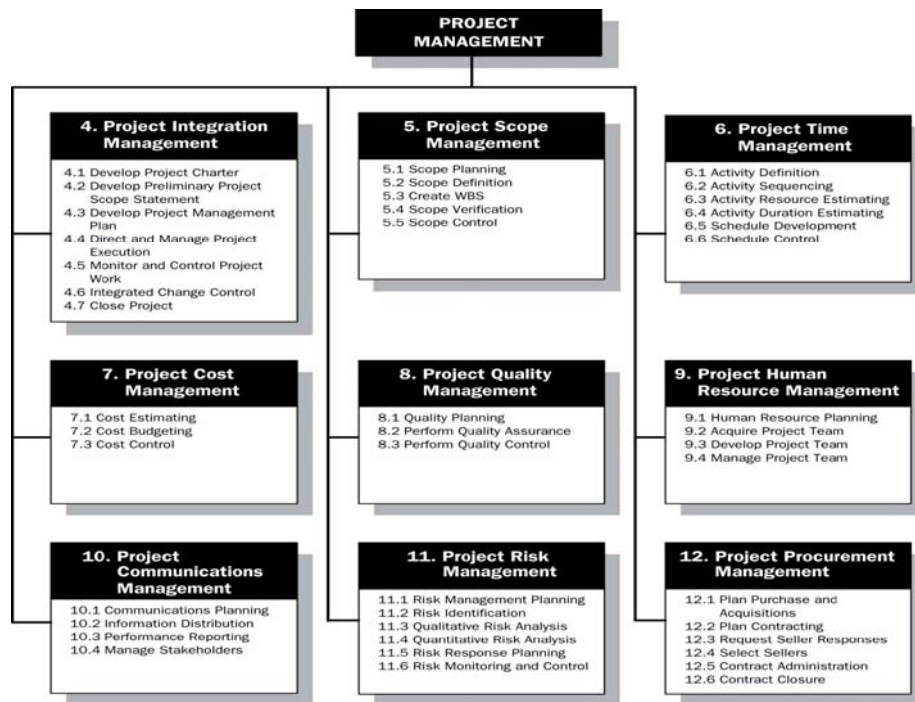 PROJECT
MANAGEMENT
4. Project Integration
Management
4.1 Develop Project Charter
4.2 Develop Preliminary Project
Scope Statement
4.3 Develop Project Management
Plan
4.4 Direct and Manage Project
Execution
4.5 Monitor and Control Project
Work
4.6 Integrated Change Control
4.7 Close Project
5. Project Scope
Management
5.1 Scope Planning
5.2 Scope Definition
5.3 Create WBS
5.4 Scope Verification
5.5 Scope Control
6. Project Time
Management
6.1 Activity Definition
6.2 Activity Sequencing
6.3 Activity Resource Estimating
6.4 Activity Duration Estimating
6.5 Schedule Development
6.6 Schedule Control
7. Project Cost
Management
7.1 Cost Estimating
7.2 Cost Budgeting
7.3 Cost Control
8. Project Quality
Management
8.1 Quality Planning
8.2 Perform Quality Assurance
8.3 Perform Quality Control
9. Project Human
Resource Management
9.1 Human Resource Planning
9.2 Acquire Project Team
9.3 Develop Project Team
9.4 Manage Project Team
10. Project
Communications
Management
10.1 Communications Planning
10.2 Information Distribution
10.3 Performance Reporting
10.4 Manage Stakeholders
11. Project Risk
Management
11.1 Risk Management Planning
11.2 Risk Identification
11.3 Qualitative Risk Analysis
11.4 Quantitative Risk Analysis
11.5 Risk Response Planning
11.6 Risk Monitoring and Control
12. Project Procurement
Management
12.1 Plan Purchase and
Acquisitions
12.2 Plan Contracting
12.3 Request Seller Responses
12.4 Select Sellers
12.5 Contract Administration
12.6 Contract Closure